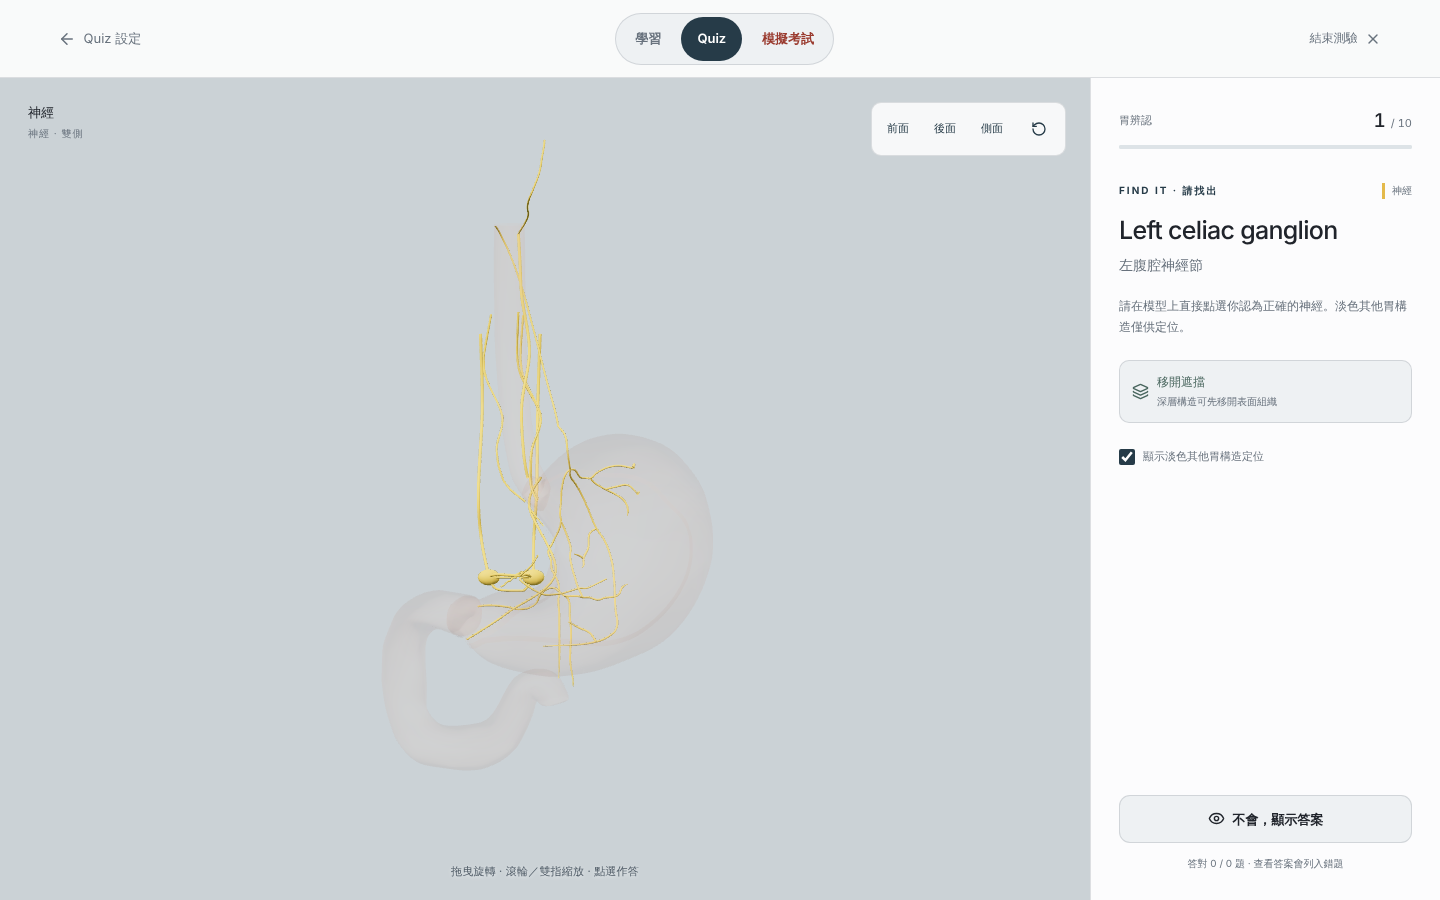 Quiz 設定
學習
Quiz
模擬考試
結束測驗
神經
神經 · 雙側
前面
後面
側面
胃辨認
1 / 10
FIND IT · 請找出
神經
Left celiac ganglion
左腹腔神經節
請在模型上直接點選你認為正確的神經。淡色其他胃構
造僅供定位。
移開遮擋
深層構造可先移開表面組織
顯示淡色其他胃構造定位
不會，顯示答案
答對 0 / 0 題 · 查看答案會列入錯題
拖曳旋轉 · 滾輪／雙指縮放 · 點選作答